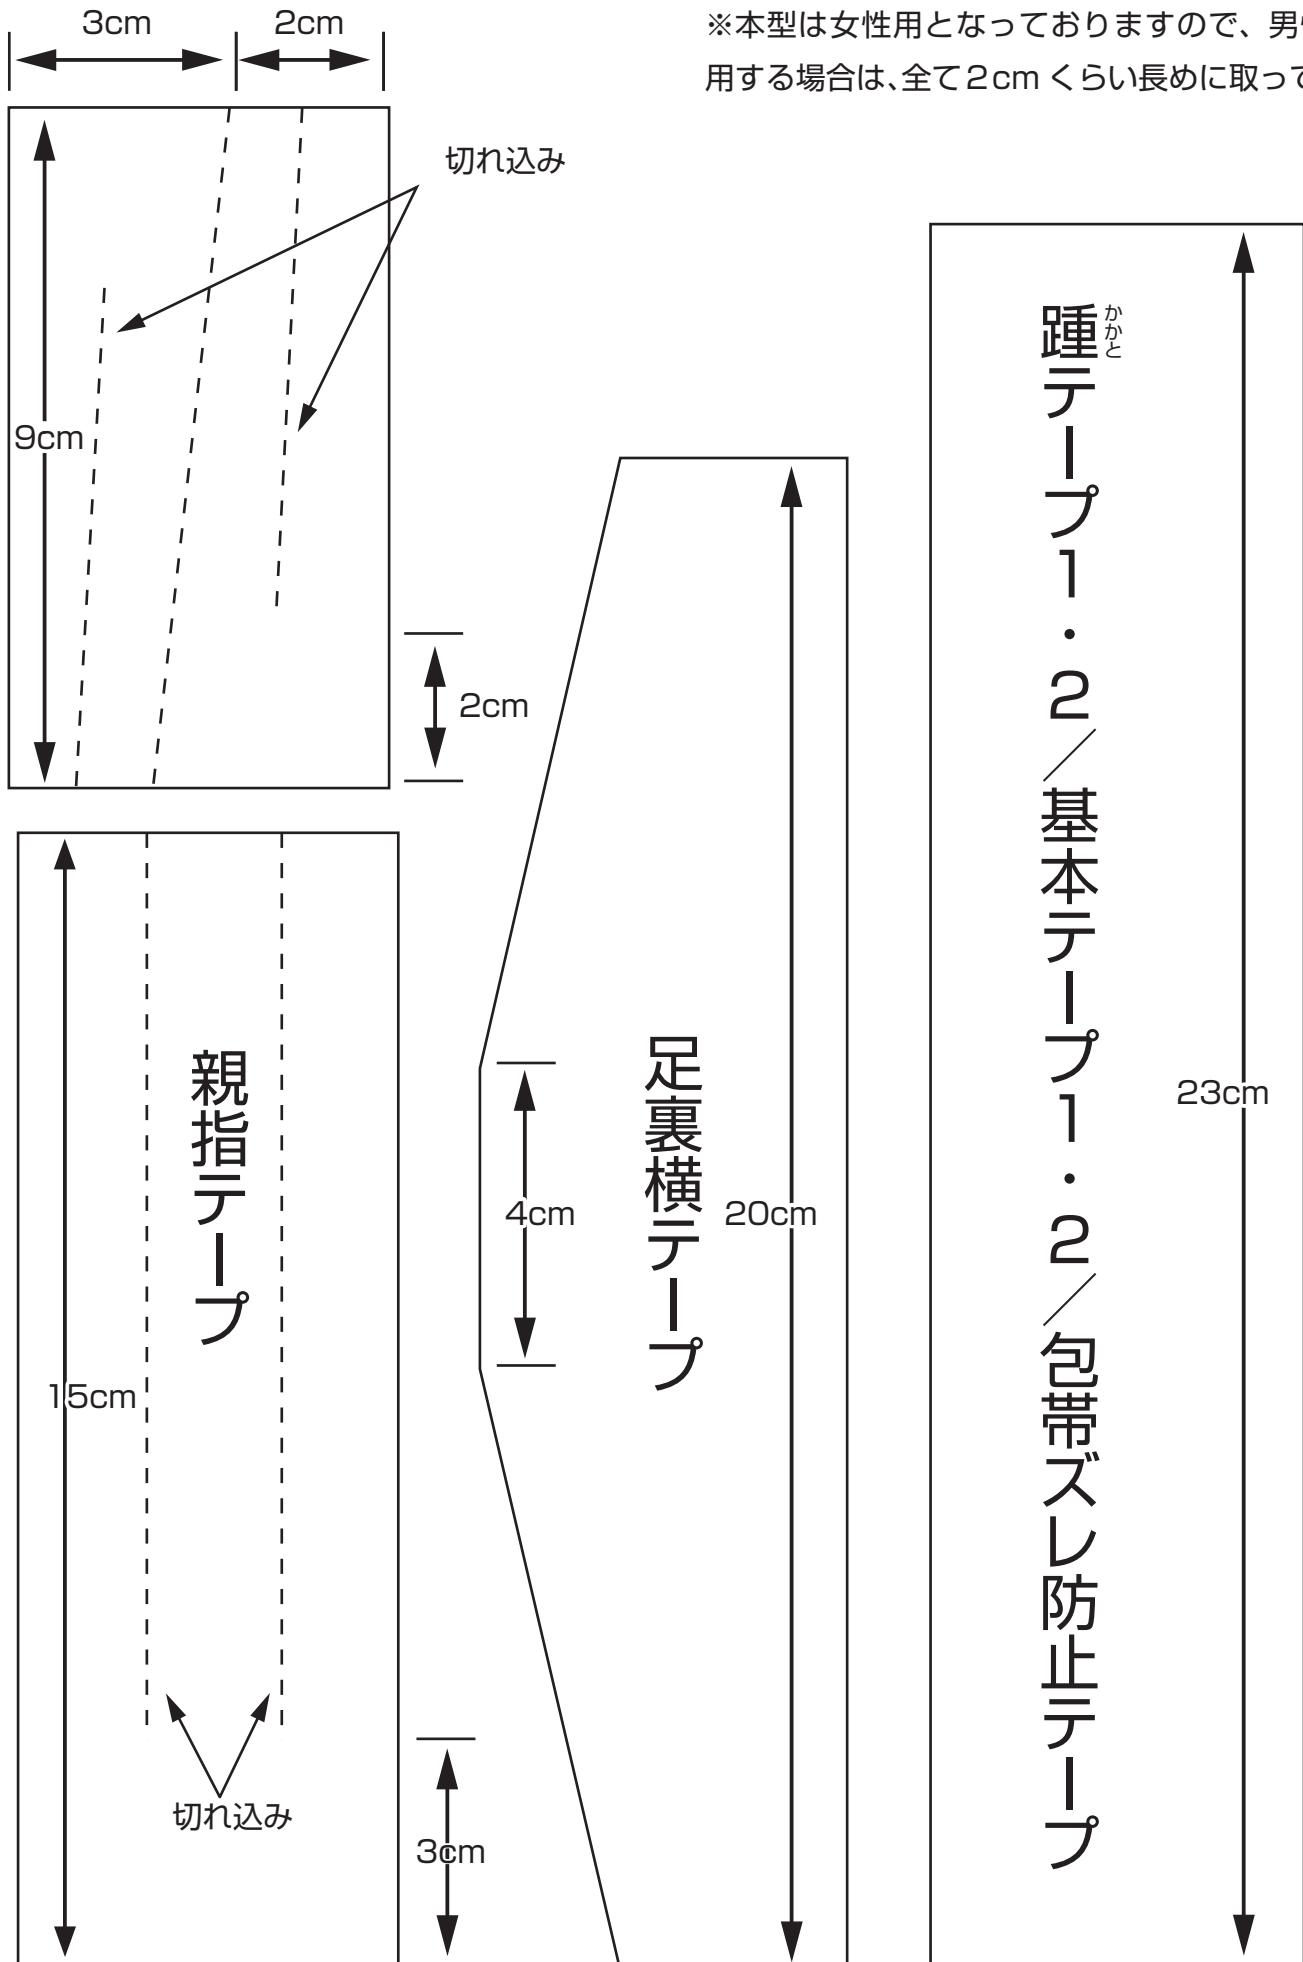 3cm
2cm
※本型は女性用となっておりますので、男
用する場合は、全て2cm くらい長めに取って
切れ込み
9cm
2cm
親指テープ
15cm
切れ込み
3cm
足裏横テープ
4cm
20cm
踵テープ1・2/基本テープ1・2/包帯ズレ防止テープ
かかと
23cm